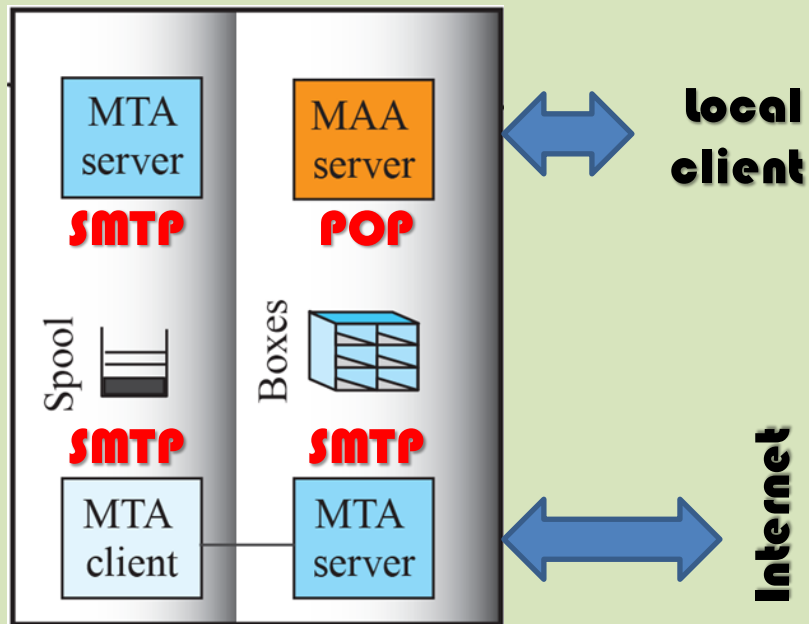 MTA
server
SMTP
MAA
server
POP
Local
client
Spool
Boxes
SMTP
SMTP
MTA
client
MTA
server
Internet